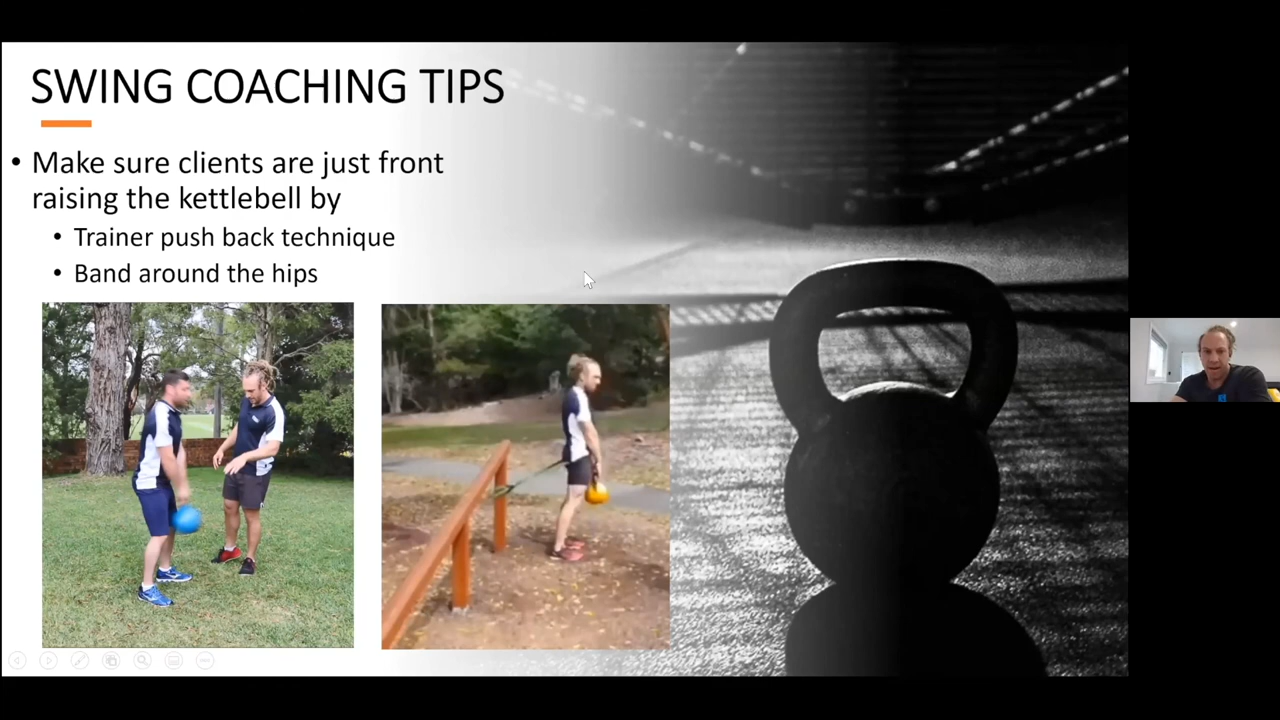 SWING COACHING TIPS
• Make sure clients are just front
raising the kettlebell by
• Trainer push back technique
• Band around the hips